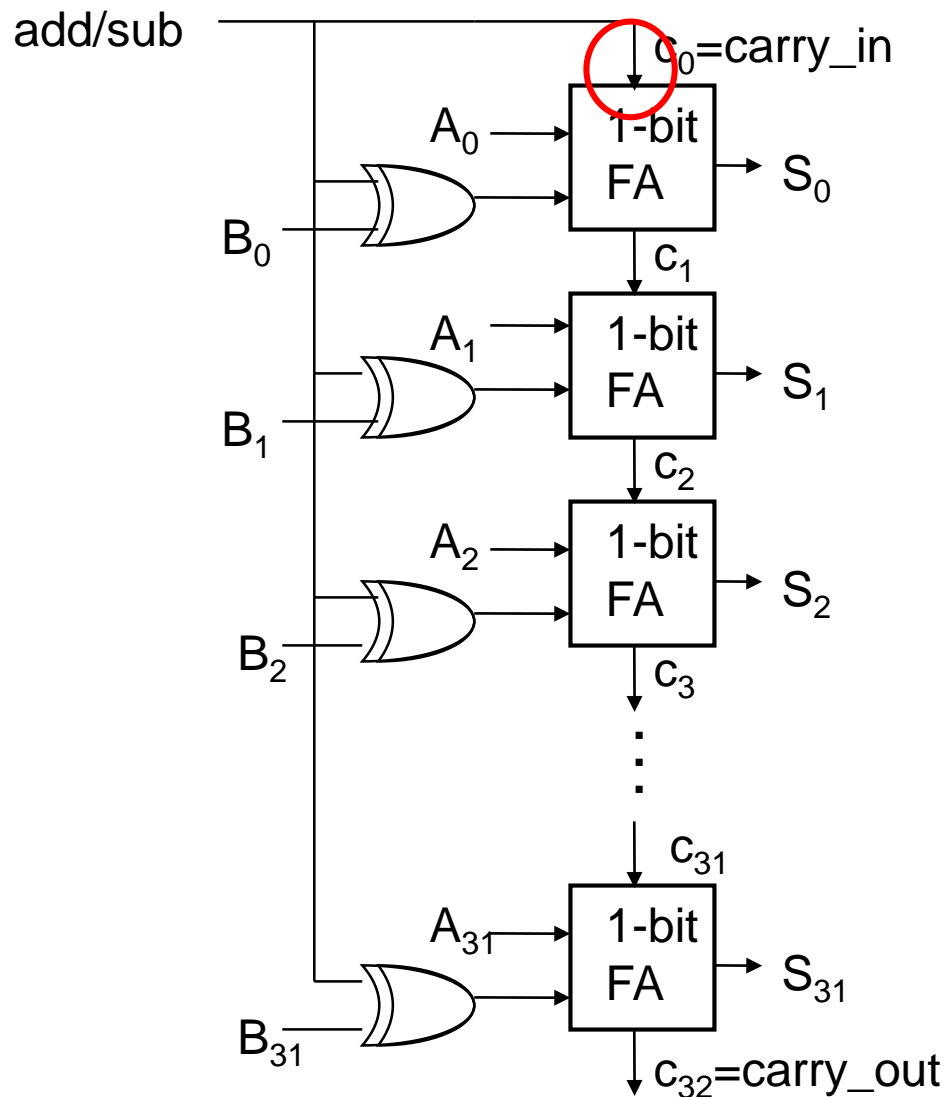 add/sub
c₀=carry_in
A₀
1-bit
FA
S₀
B₀
c₁
A₁
1-bit
FA
S₁
B₁
c₂
A₂
1-bit
FA
S₂
B₂
c₃
c₃₁
A₃₁
1-bit
FA
S₃₁
B₃₁
c₃₂=carry_out